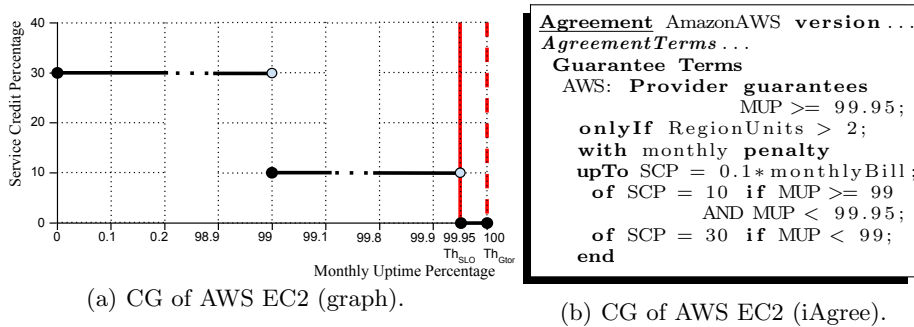 Service Credit Percentage
40
30
20
10
0
0 0.1 0.2 98.9 99 99.1 99.8 99.9 99.95 100
Th_SLO Th_Gtor
Monthly Uptime Percentage
(a) CG of AWS EC2 (graph).
Agreement AmazonAWS version ...
AgreementTerms ...
Guarantee Terms
AWS: Provider guarantees
MUP >= 99.95;
onlyIf RegionUnits > 2;
with monthly penalty
upTo SCP = 0.1*monthlyBill;
of SCP = 10 if MUP >= 99
AND MUP < 99.95;
of SCP = 30 if MUP < 99;
end
(b) CG of AWS EC2 (iAgree).